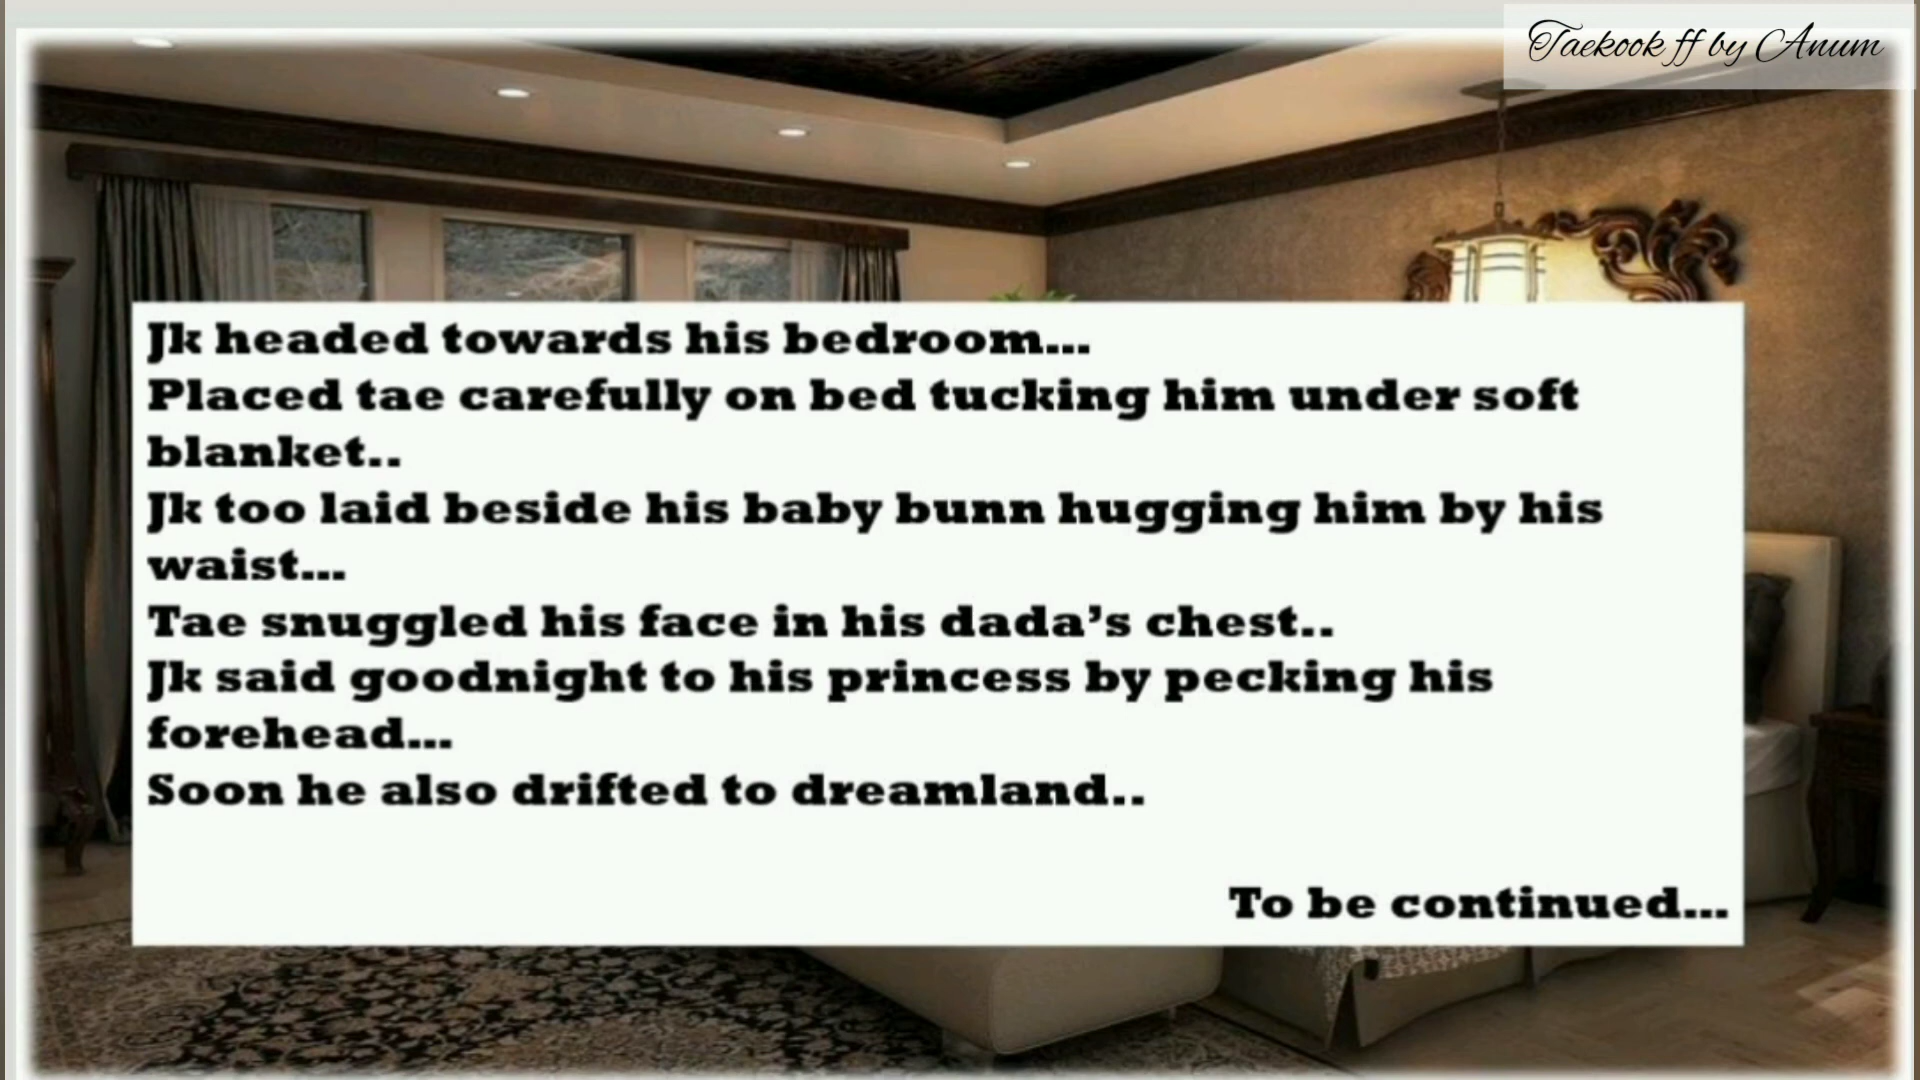 Taekook ff by Anum
Jk headed towards his bedroom...
Placed tae carefully on bed tucking him under soft
blanket..
Jk too laid beside his baby bunn hugging him by his
waist...
Tae snuggled his face in his dada’s chest..
Jk said goodnight to his princess by pecking his
forehead...
Soon he also drifted to dreamland..
To be continued...